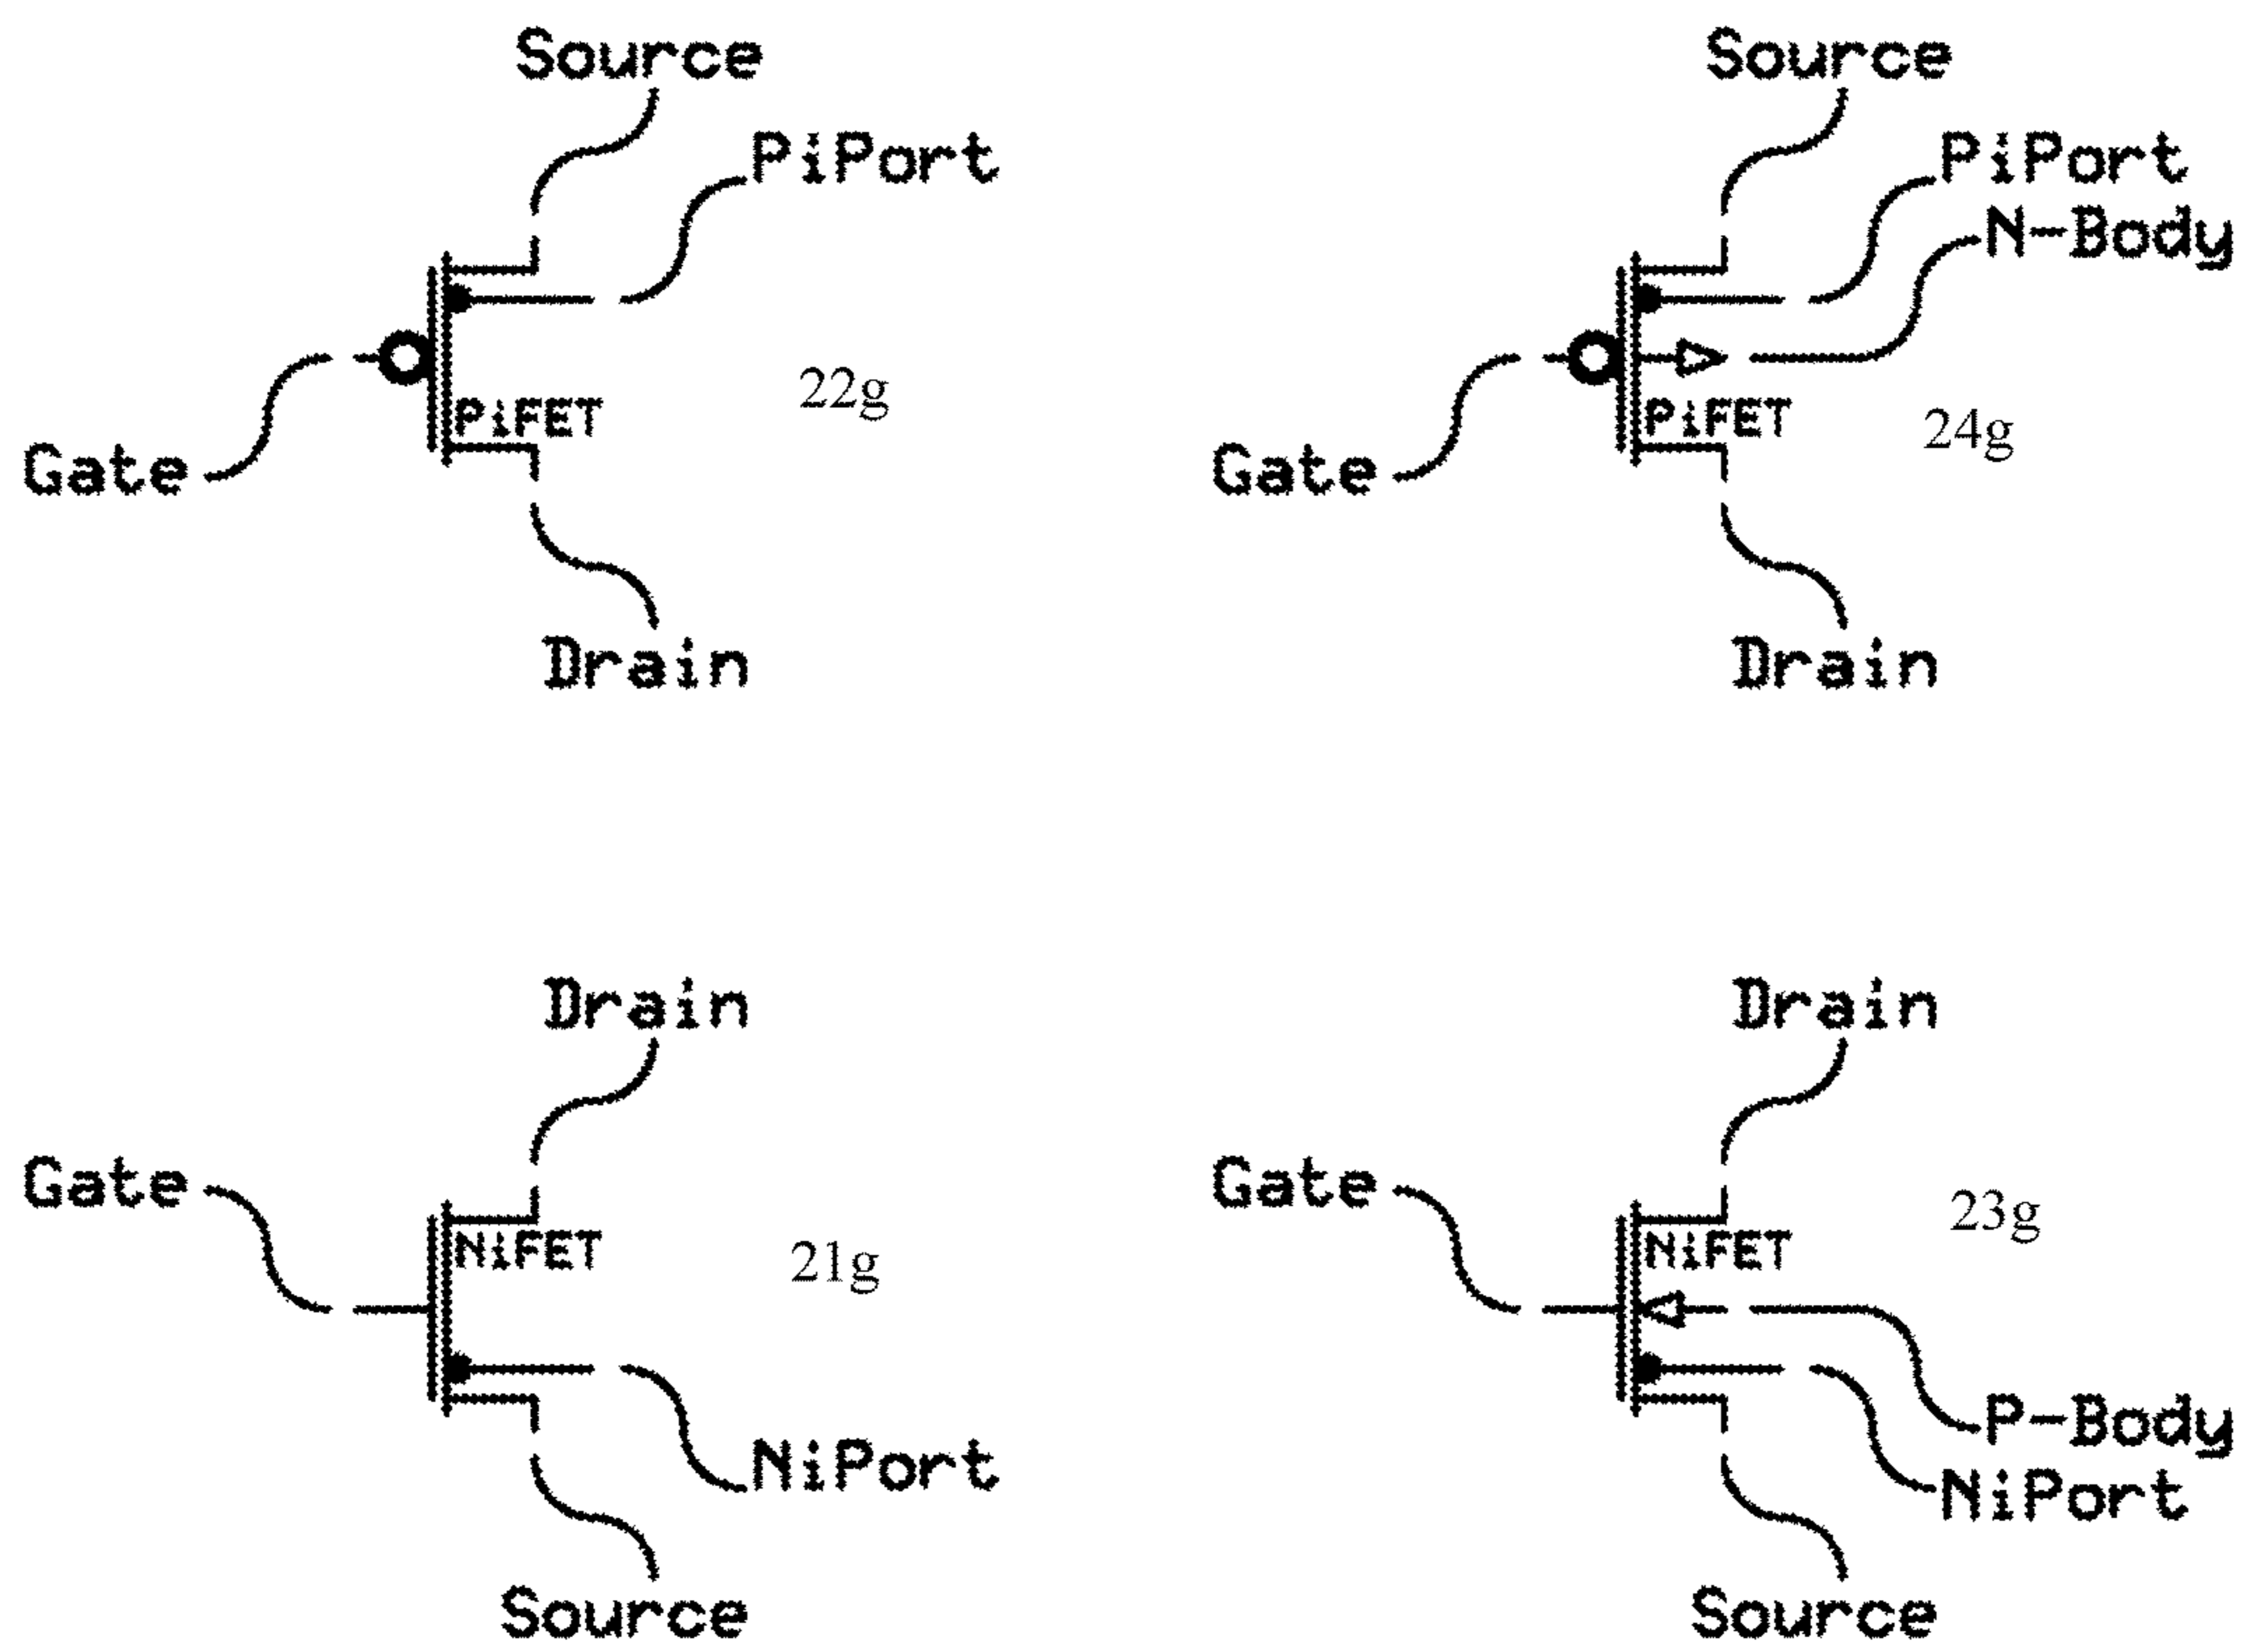 Source
PiPort
22g
PiFET
Gate
Drain
Source
PiPort
N-Body
PiFET
24g
Gate
Drain
Drain
Gate
NiFET
21g
NiPort
Source
Drain
Gate
23g
NiFET
P-Body
NiPort
Source